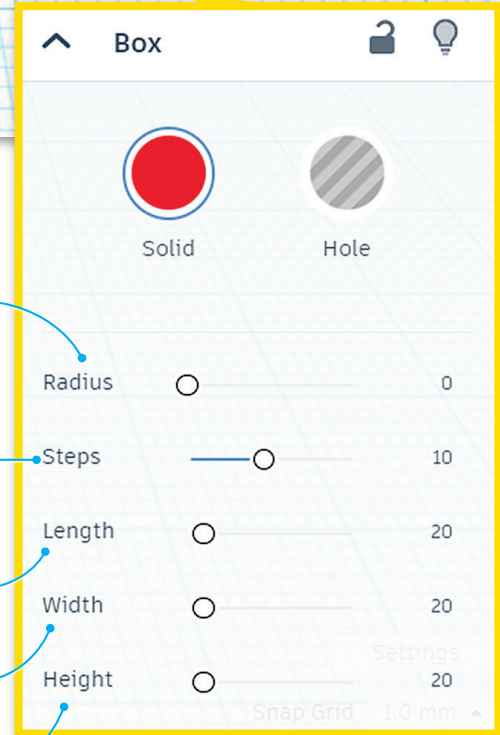 Box
Solid Hole
Radius 0
Steps 10
Length 20
Width 20
Settings
Height 20
Snap Grid 1.0 mm